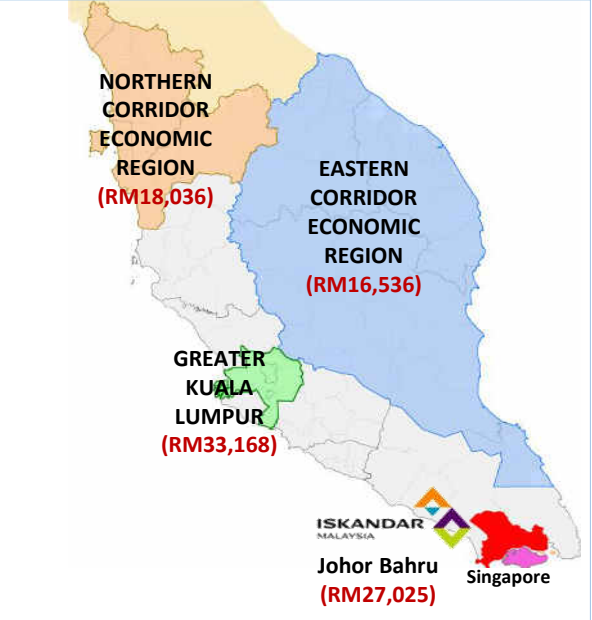 NORTHERN
CORRIDOR
ECONOMIC
REGION
(RM18,036)
EASTERN
CORRIDOR
ECONOMIC
REGION
(RM16,536)
GREATER
KUALA
LUMPUR
(RM33,168)
ISKANDAR
MALAYSIA
Johor Bahru
(RM27,025)
Singapore